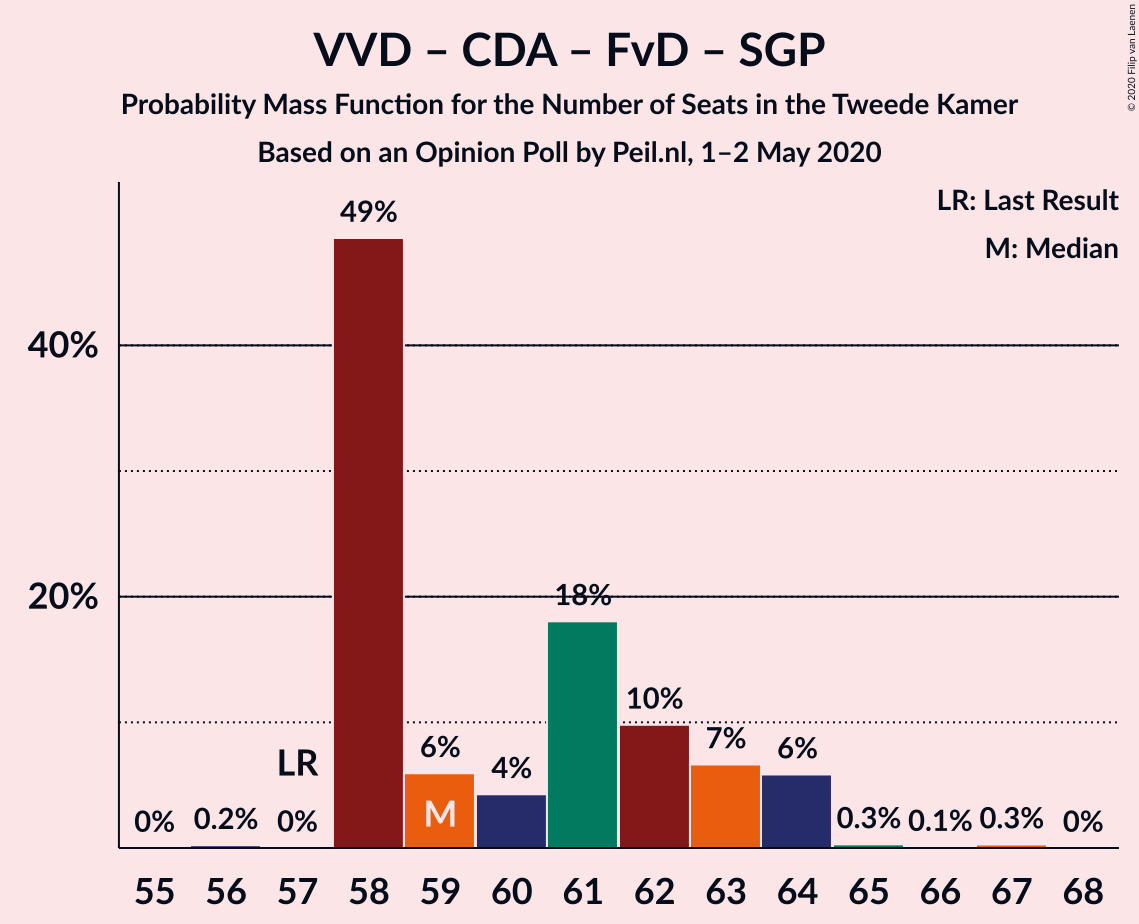 VVD – CDA – FvD – SGP
Probability Mass Function for the Number of Seats in the Tweede Kamer
Based on an Opinion Poll by Peil.nl, 1–2 May 2020
© 2020 Filip van Laenen
LR: Last Result
M: Median
49%
40%
20%
18%
10%
7%
6%
6%
4%
LR
M
0%
0.2%
0%
0.3%
0.1%
0.3%
0%
55 56 57 58 59 60 61 62 63 64 65 66 67 68